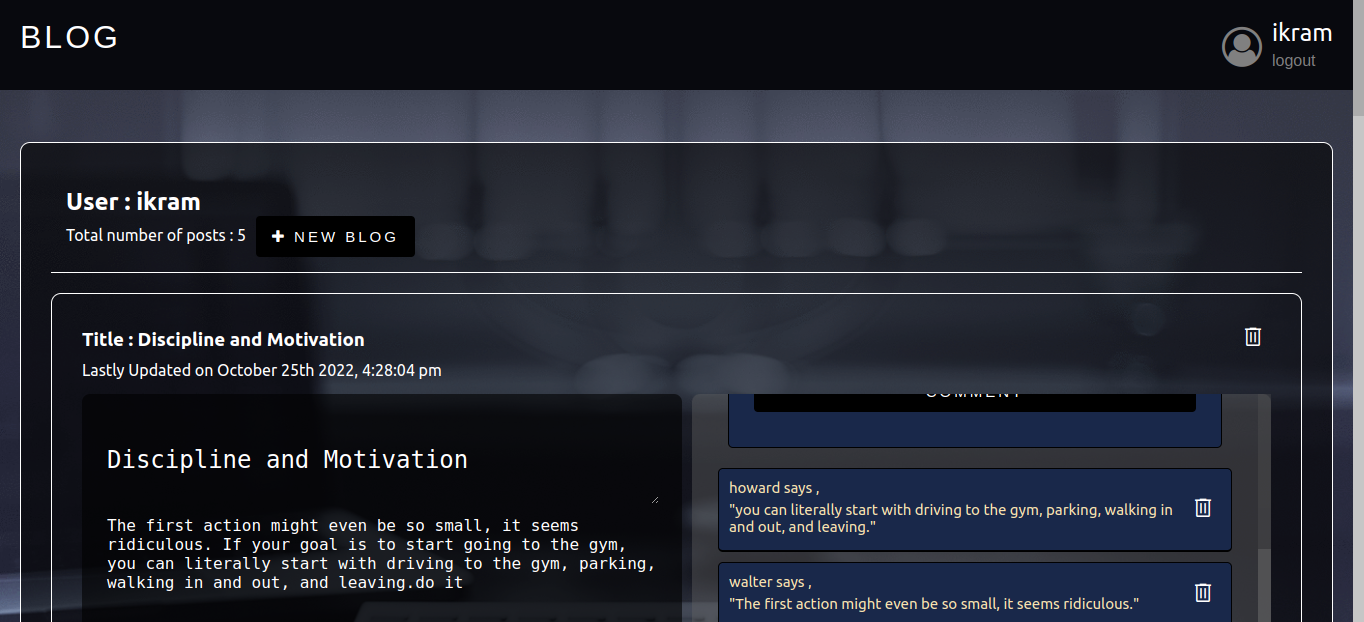 BLOG
ikram
logout
User : ikram
Total number of posts : 5
NEW BLOG
Title : Discipline and Motivation
Lastly Updated on October 25th 2022, 4:28:04 pm
Discipline and Motivation
The first action might even be so small, it seems
ridiculous. If your goal is to start going to the gym,
you can literally start with driving to the gym, parking,
walking in and out, and leaving.do it
COMMENT
howard says ,
"you can literally start with driving to the gym, parking, walking in
and out, and leaving."
walter says ,
"The first action might even be so small, it seems ridiculous."